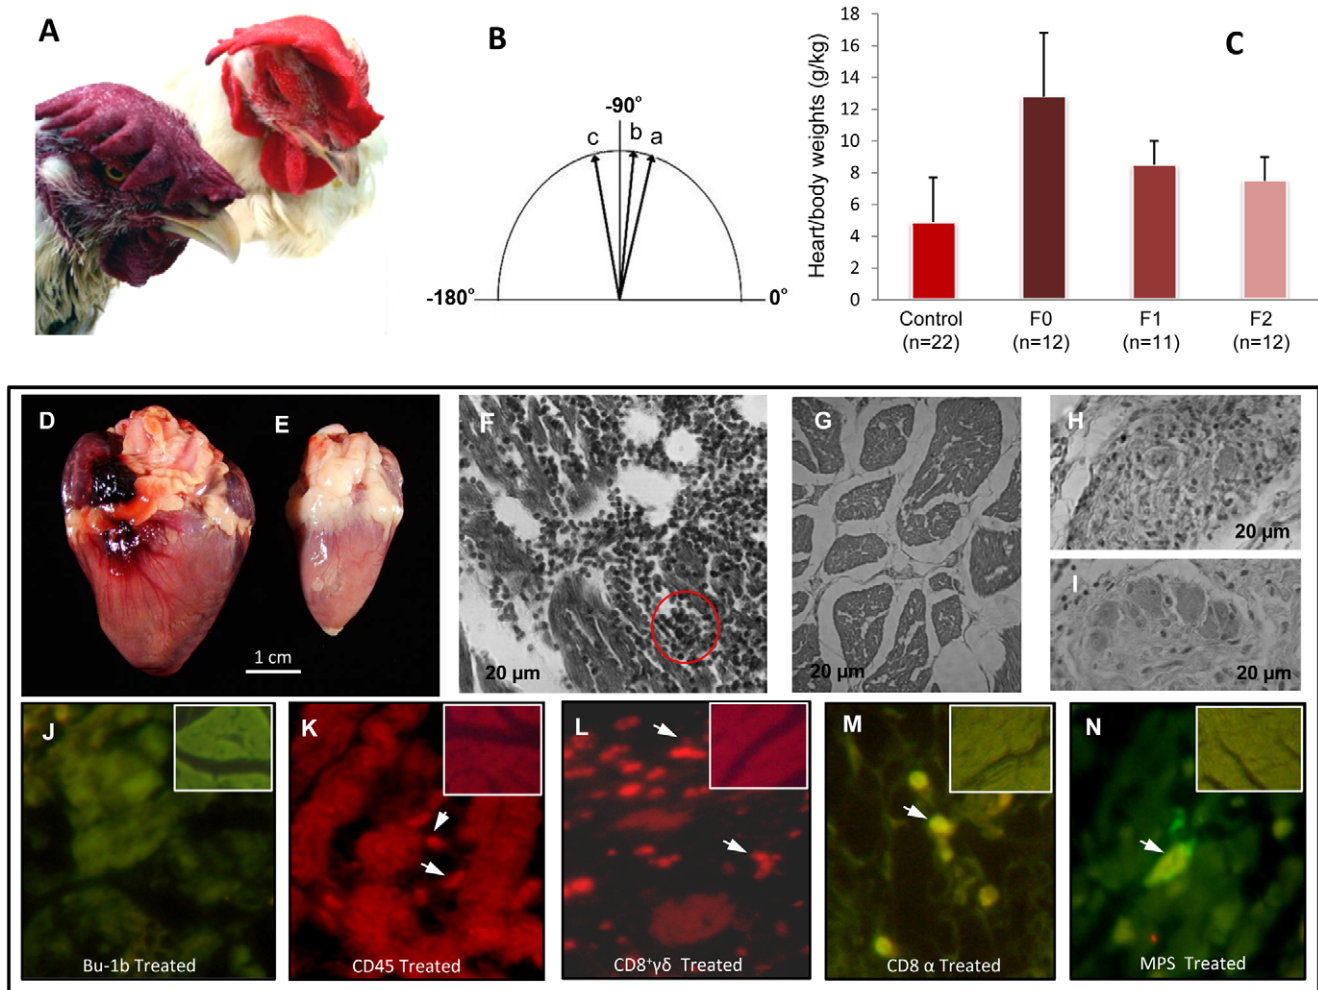 A
B
-90°
c
b
a
-180°
0°
C
Heart/body weights (g/kg)
18
16
14
12
10
8
6
4
2
0
Control
(n=22)
F0
(n=12)
F1
(n=11)
F2
(n=12)
D
E
1 cm
F
20 µm
G
20 µm
H
20 µm
I
20 µm
J
Bu-1b Treated
K
CD45 Treated
L
CD8⁺γδ Treated
M
CD8 α Treated
N
MPS Treated